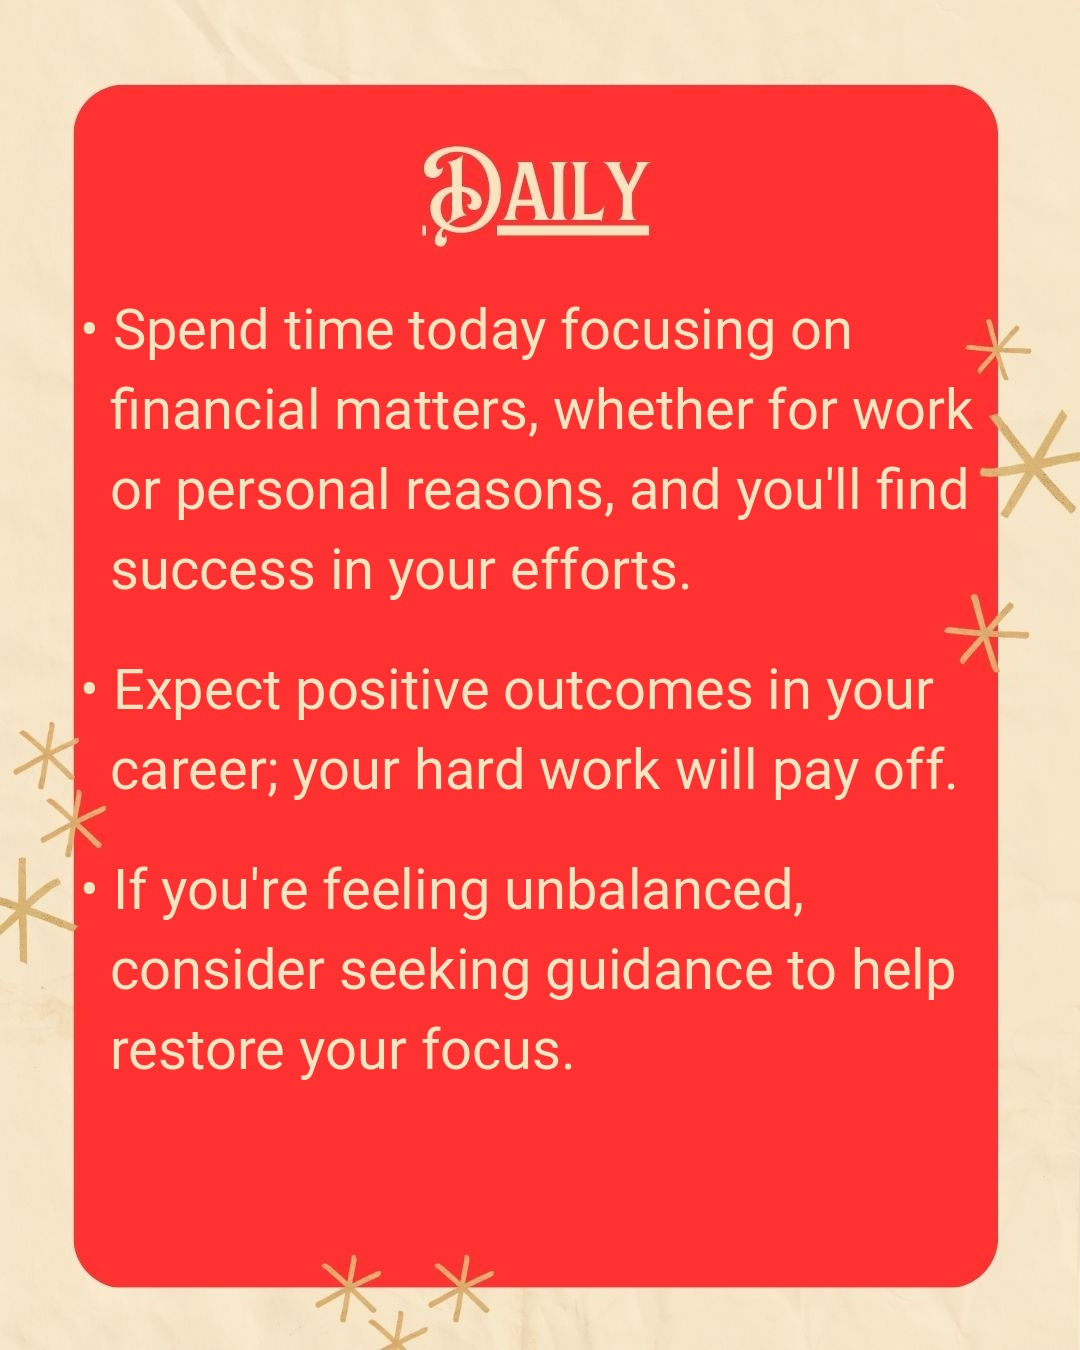 Daily
• Spend time today focusing on
financial matters, whether for work
or personal reasons, and you'll find
success in your efforts.
• Expect positive outcomes in your
career; your hard work will pay off.
• If you're feeling unbalanced,
consider seeking guidance to help
restore your focus.